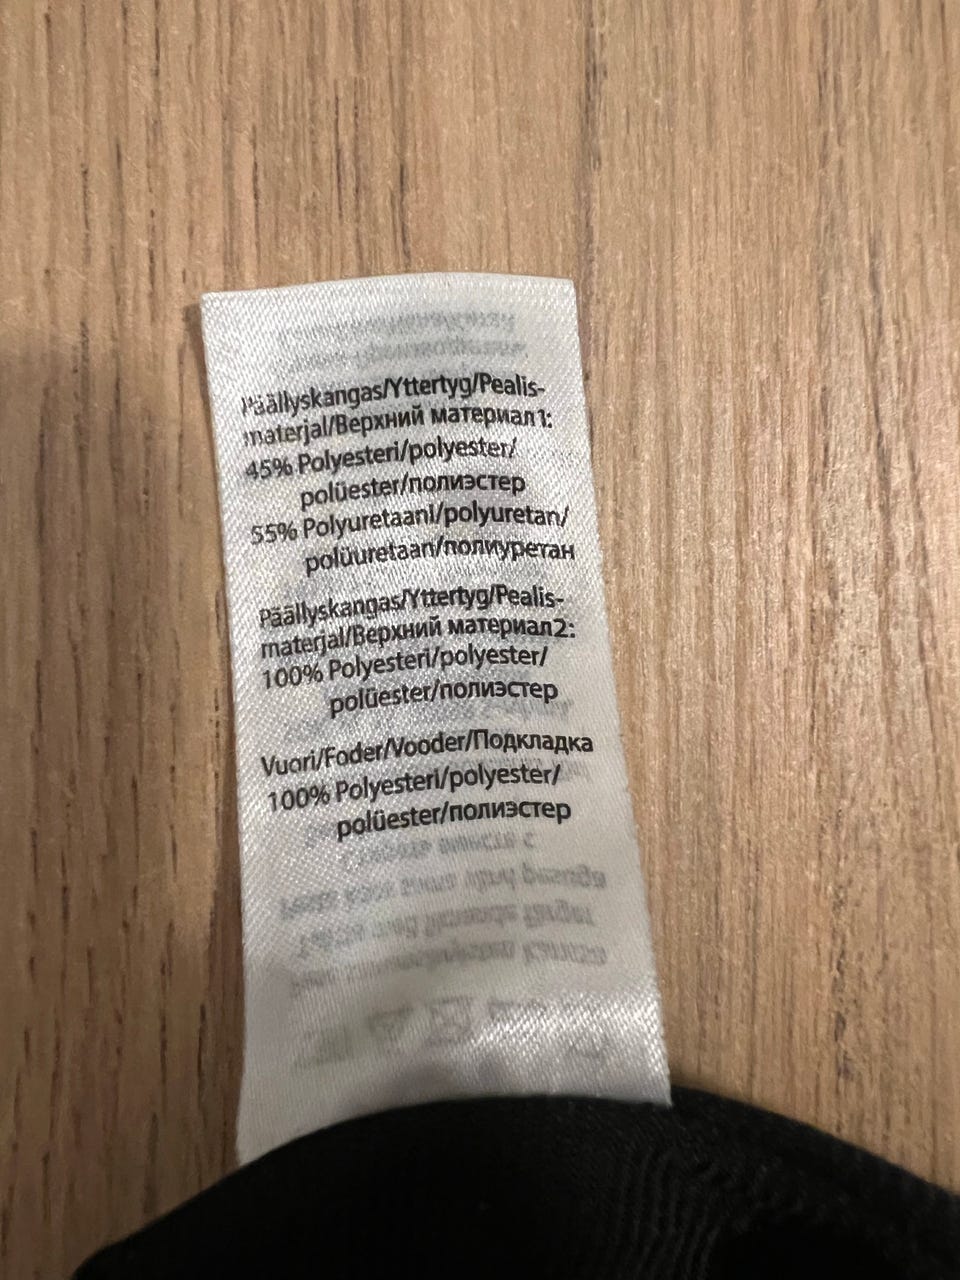 Päällyskangas/Yttertyg/Pealis-
materjal/Верхний материал1:
45% Polyesteri/polyester/
polüester/полиэстер
55% Polyuretaani/polyuretan/
polüuretaan/полиуретан
Päällyskangas/Yttertyg/Pealis-
materjal/Верхний материал2:
100% Polyesteri/polyester/
polüester/полиэстер
Vuori/Foder/Vooder/Подкладка
100% Polyesteri/polyester/
polüester/полиэстер